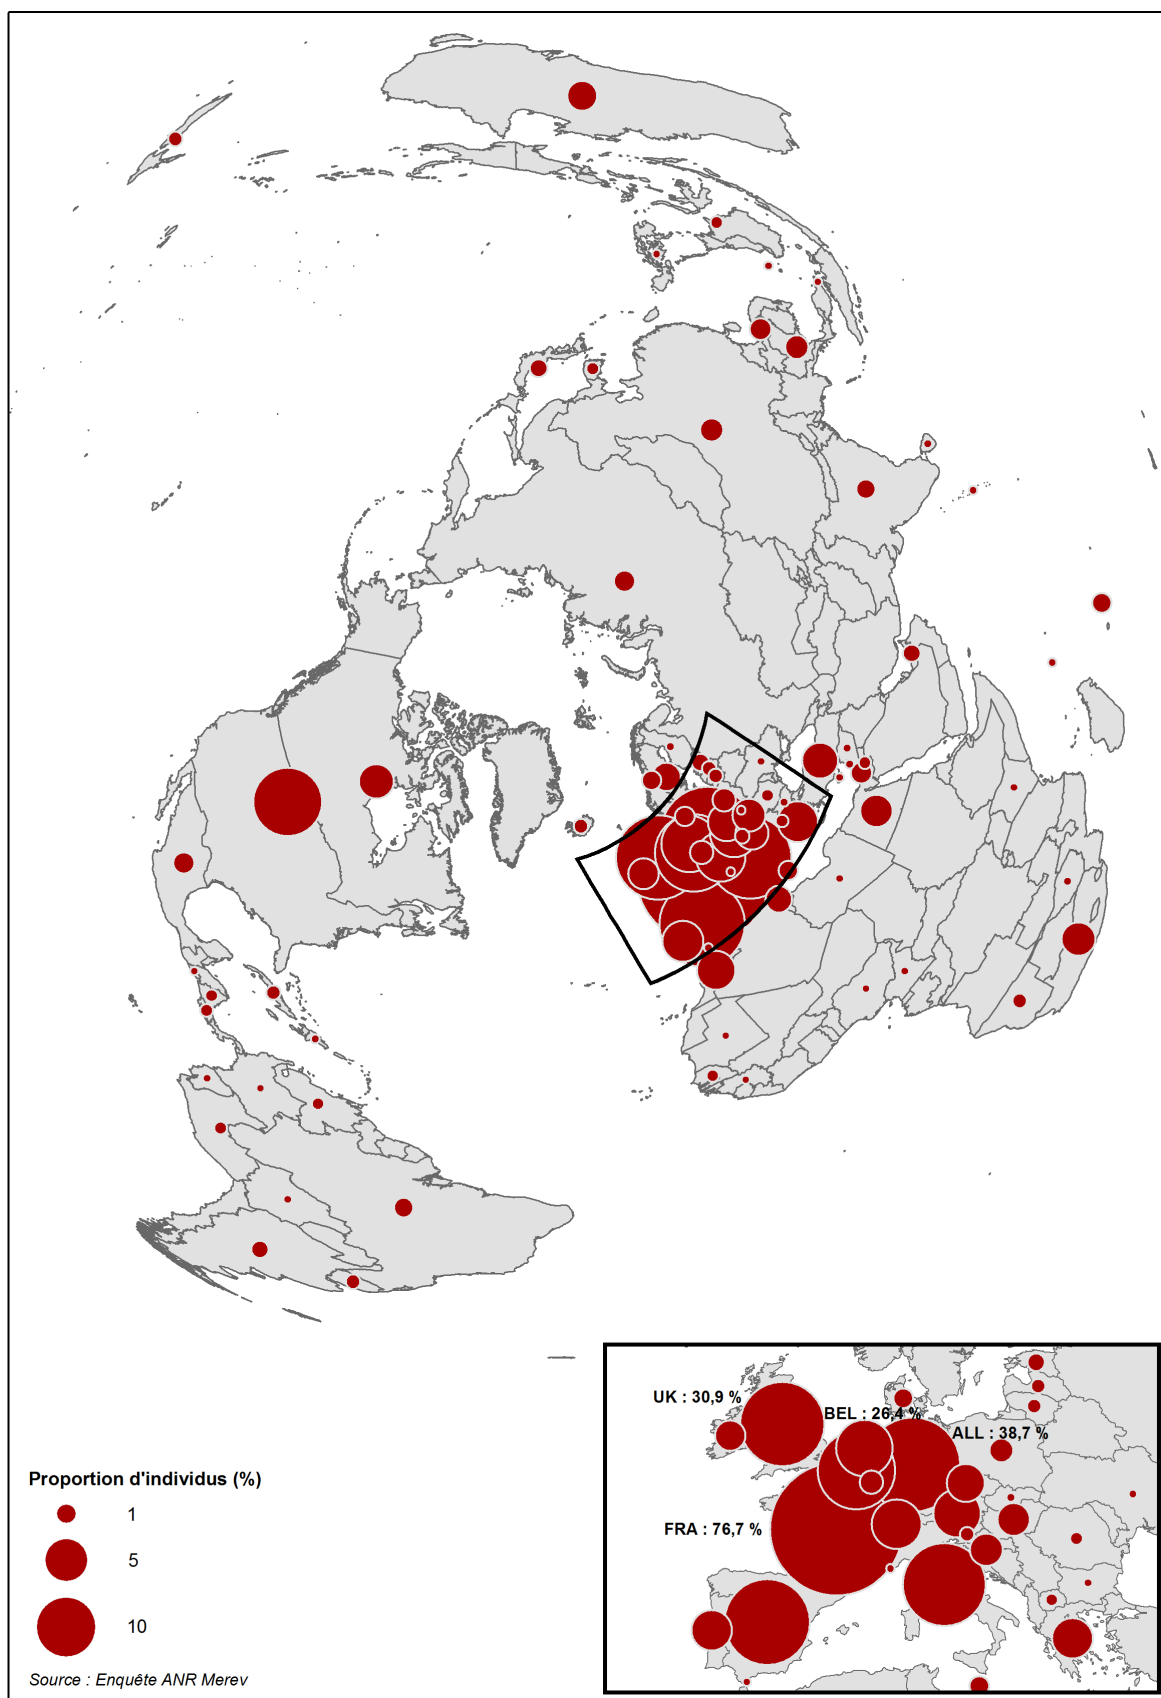 UK : 30,9 %
BEL : 26,4 %
ALL : 38,7 %
FRA : 76,7 %
Proportion d'individus (%)
1
5
10
Source : Enquête ANR Merev